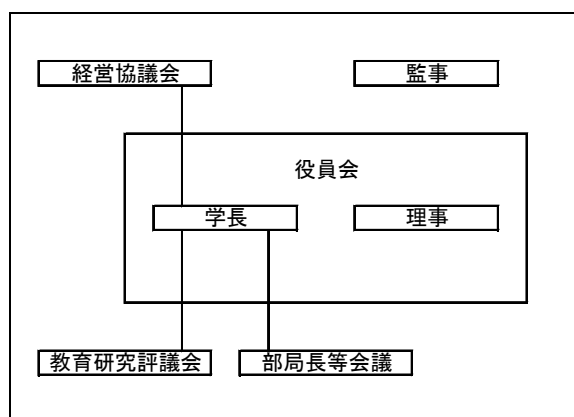 経営協議会
監事
役員会
学長
理事
教育研究評議会
部局長等会議